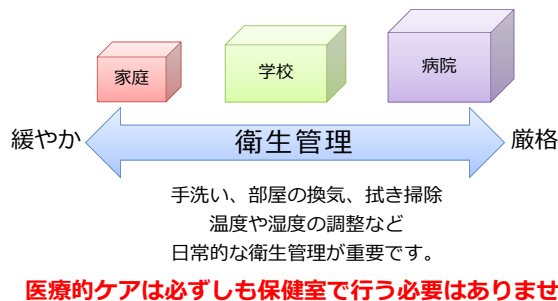 家庭
学校
病院
緩やか 衛生管理 厳格
手洗い、部屋の換気、拭き掃除
温度や湿度の調整など
日常的な衛生管理が重要です。
医療的ケアは必ずしも保健室で行う必要はありませ